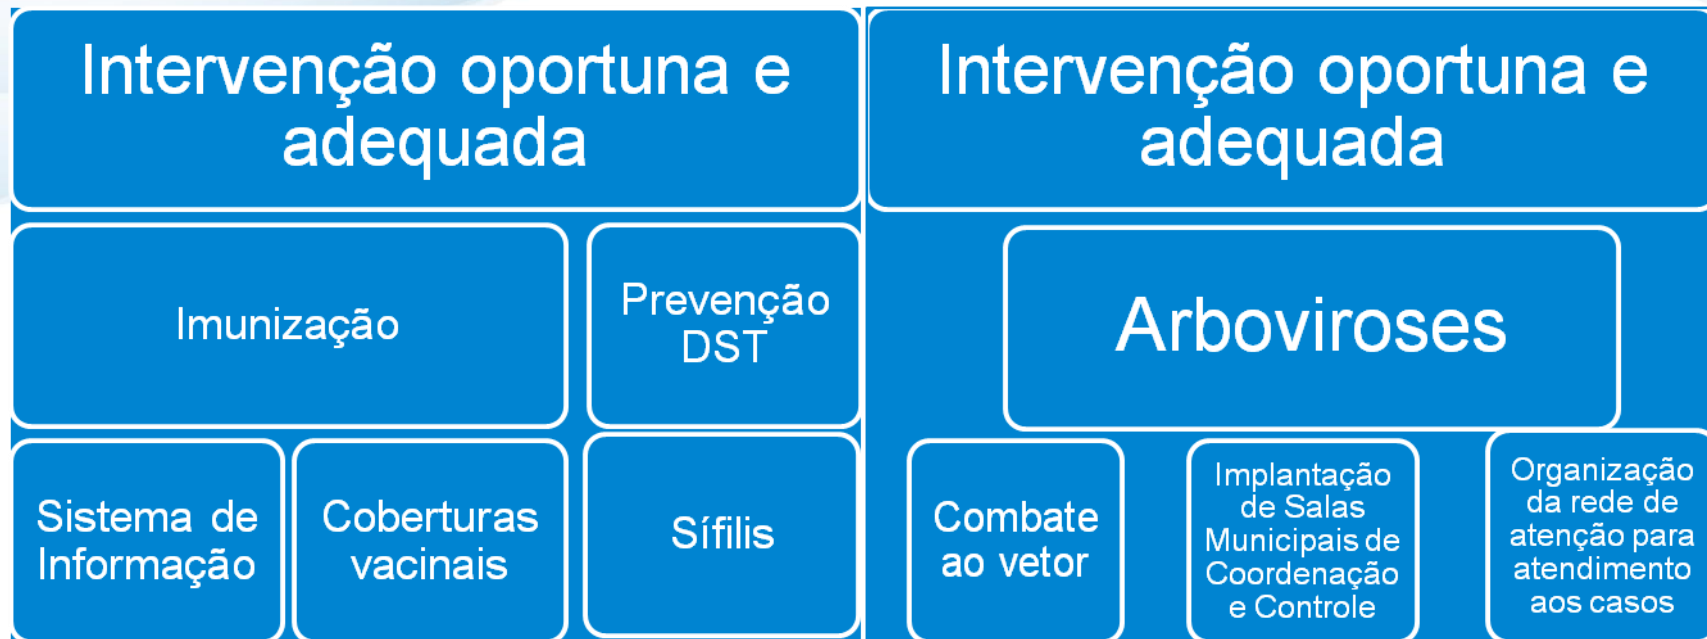 Intervenção oportuna e
adequada
Imunização
Prevenção
DST
Sistema de
Informação
Coberturas
vacinais
Sífilis
Intervenção oportuna e
adequada
Arboviroses
Combate
ao vetor
Implantação
de Salas
Municipais de
Coordenação
e Controle
Organização
da rede de
atenção para
atendimento
aos casos